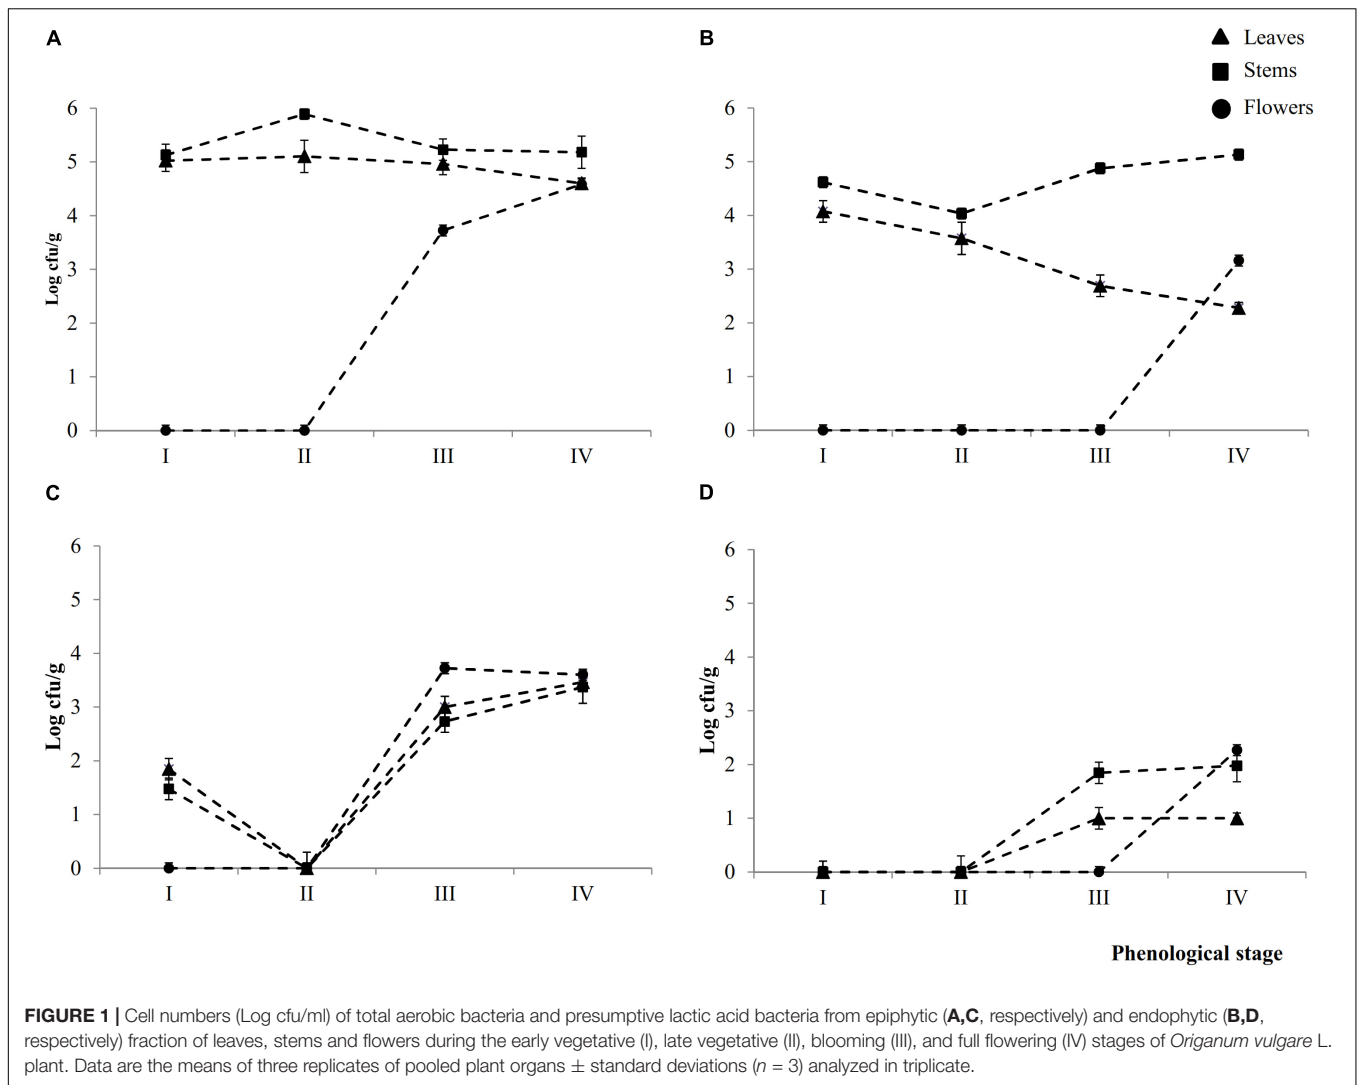 A
B
Leaves
Stems
Flowers
6
5
4
3
2
1
0
Log cfu/g
I II III IV
6
5
4
3
2
1
0
I II III IV
C
D
6
5
4
3
2
1
0
Log cfu/g
I II III IV
6
5
4
3
2
1
0
Log cfu/g
I II III IV
Phenological stage
FIGURE 1 | Cell numbers (Log cfu/ml) of total aerobic bacteria and presumptive lactic acid bacteria from epiphytic (A,C, respectively) and endophytic (B,D,
respectively) fraction of leaves, stems and flowers during the early vegetative (I), late vegetative (II), blooming (III), and full flowering (IV) stages of Origanum vulgare L.
plant. Data are the means of three replicates of pooled plant organs ± standard deviations (n = 3) analyzed in triplicate.